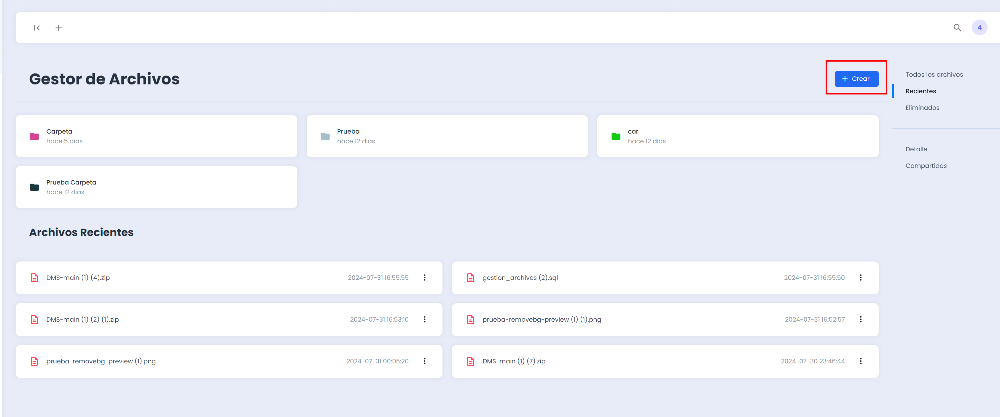 4
Gestor de Archivos
+ Crear
Todos los archivos
Recientes
Eliminados
Detalle
Compartidos
Carpeta
hace 5 dias
Prueba
hace 12 dias
car
hace 12 dias
Prueba Carpeta
hace 12 dias
Archivos Recientes
DMS-main (1) (4).zip 2024-07-31 16:55:55
gestion_archivos (2).sql 2024-07-31 16:55:50
DMS-main (1) (2) (1).zip 2024-07-31 16:53:10
prueba-removebg-preview (1) (1).png 2024-07-31 16:52:57
prueba-removebg-preview (1).png 2024-07-31 00:05:20
DMS-main (1) (7).zip 2024-07-30 23:46:44